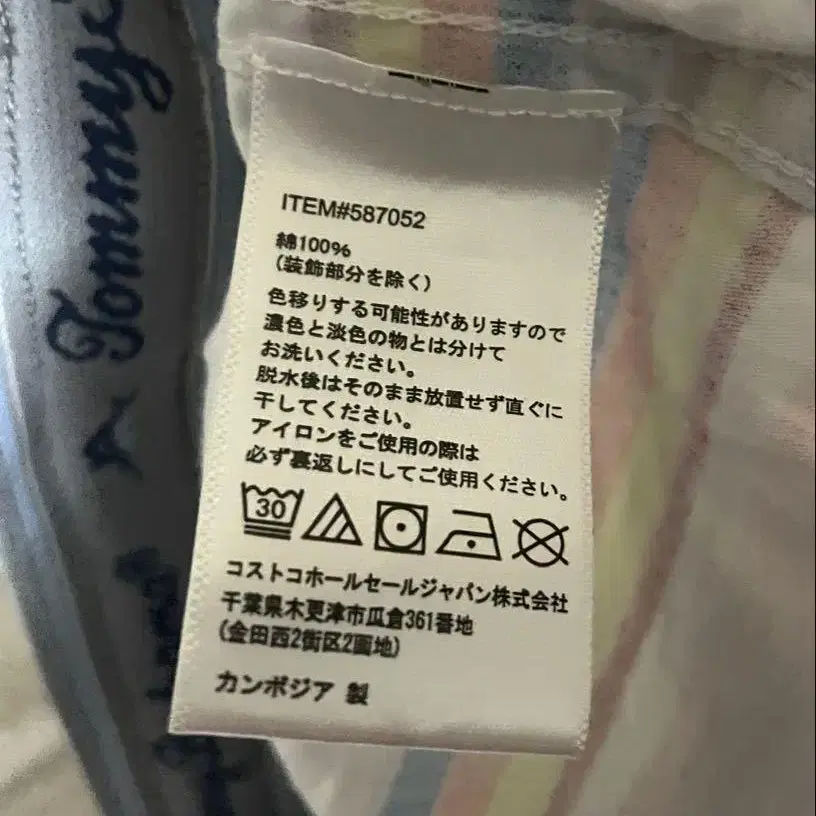 Tommy
ITEM#587052
綿100%
(装飾部分を除く)
色移りする可能性がありますので
濃色と淡色の物とは分けて
お洗いください。
脱水後はそのまま放置せず直ぐに
干してください。
アイロンをご使用の際は
必ず裏返しにしてご使用ください。
30
コストコホールセールジャパン株式会社
千葉県木更津市瓜倉361番地
(金田西2街区2画地)
カンボジア 製